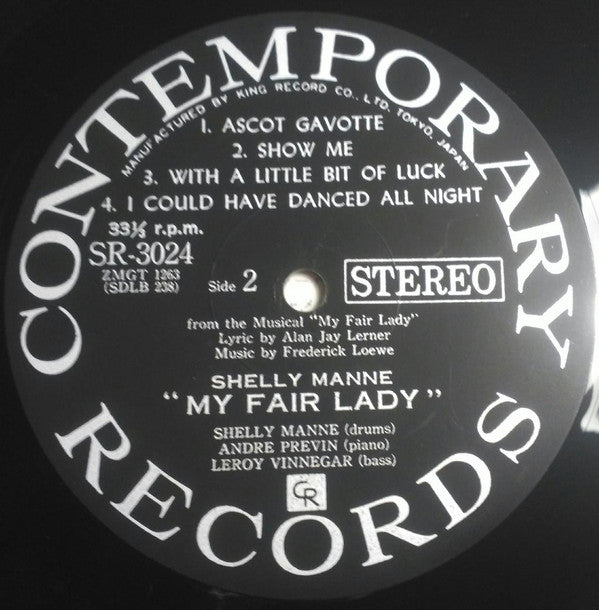 CONTEMPORARY
MANUFACTURED BY KING RECORD CO., LTD. TOKYO, JAPAN
1. ASCOT GAVOTTE
2. SHOW ME
3. WITH A LITTLE BIT OF LUCK
4. I COULD HAVE DANCED ALL NIGHT
33⅓ r.p.m.
SR-3024
ZMGT 1263
(SDLB 238)
Side 2
STEREO
from the Musical "My Fair Lady"
Lyric by Alan Jay Lerner
Music by Frederick Loewe
SHELLY MANNE
"MY FAIR LADY"
SHELLY MANNE (drums)
ANDRE PREVIN (piano)
LEROY VINNEGAR (bass)
CR
RECORDS